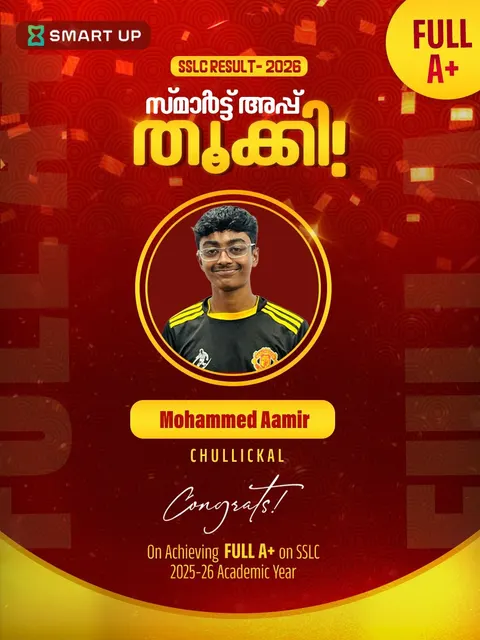 SMART UP
FULL
A+
SSLC RESULT- 2026
സ്മാർട്ട് അപ്പ്
തൂക്കി!
Mohammed Aamir
CHULLICKAL
Congrats!
On Achieving FULL A+ on SSLC
2025-26 Academic Year